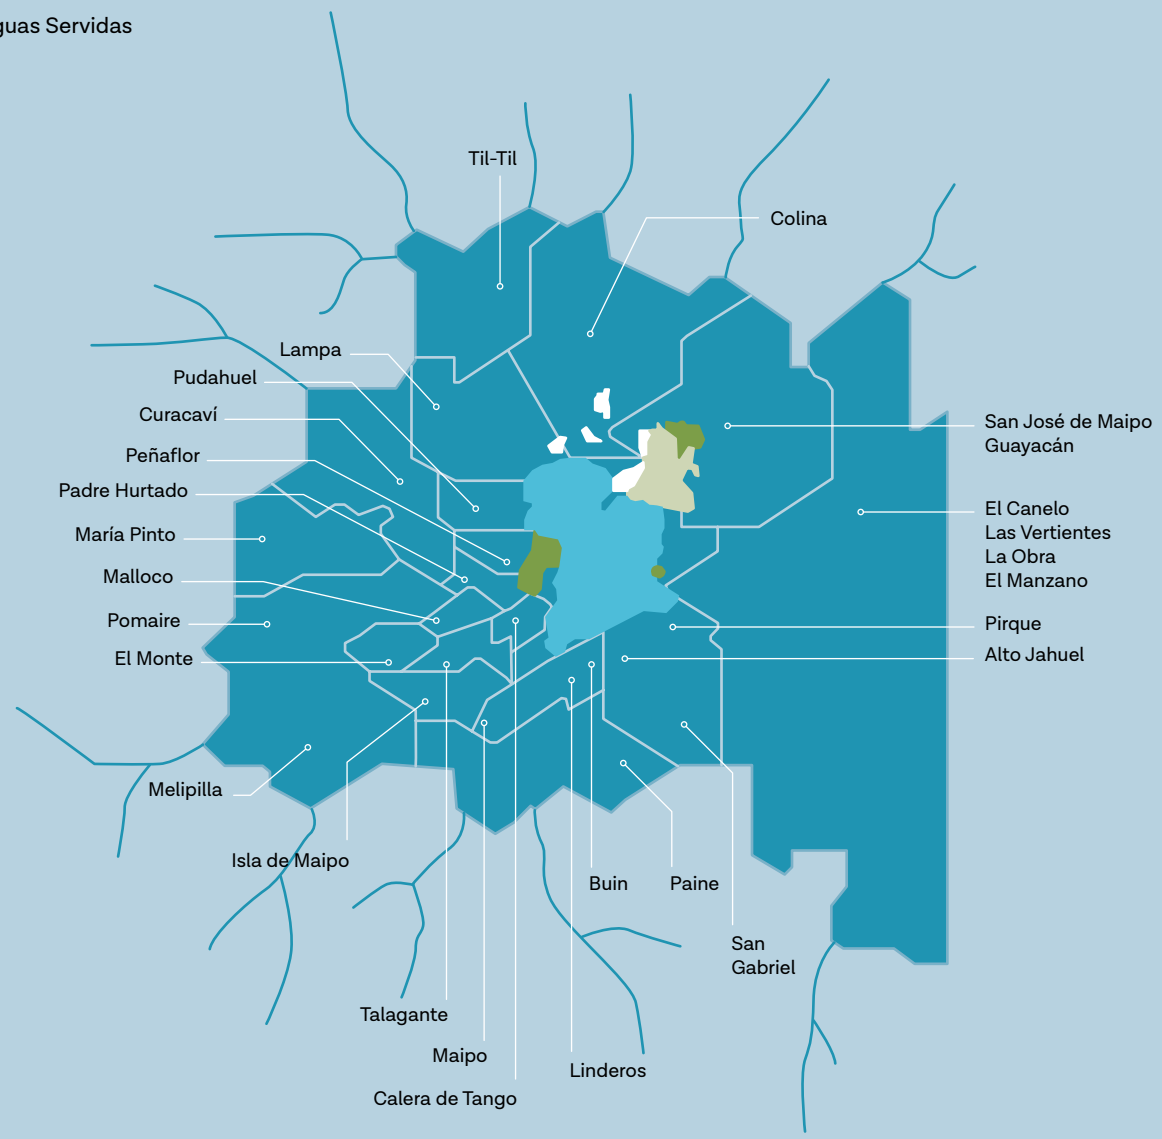 guas Servidas
Til-Til
Colina
Lampa
Pudahuel
Curacaví
Peñaflor
Padre Hurtado
María Pinto
Malloco
Pomaire
El Monte
Melipilla
Isla de Maipo
Talagante
Maipo
Calera de Tango
Linderos
Buin
Paine
San
Gabriel
San José de Maipo
Guayacán
El Canelo
Las Vertientes
La Obra
El Manzano
Pirque
Alto Jahuel